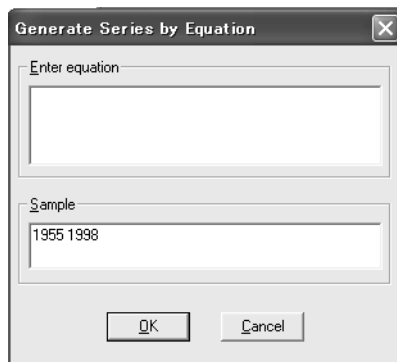 Generate Series by Equation
Enter equation
Sample
1955 1998
OK
Cancel